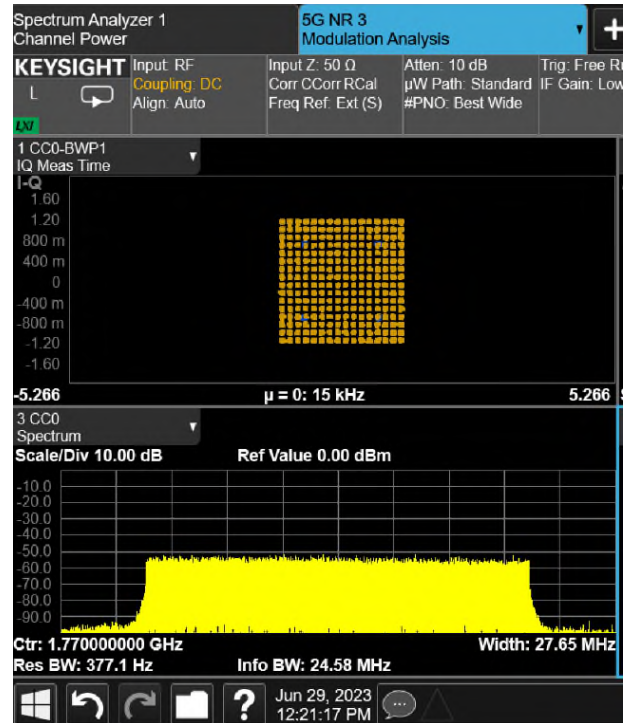 Spectrum Analyzer 1
Channel Power
5G NR 3
Modulation Analysis
KEYSIGHT
L
LXI
Input: RF
Coupling: DC
Align: Auto
Input Z: 50 Ω
Corr CCorr RCal
Freq Ref: Ext (S)
Atten: 10 dB
µW Path: Standard
#PNO: Best Wide
Trig: Free R
IF Gain: Low
1 CC0-BWP1
IQ Meas Time
I-Q
1.60
1.20
800 m
400 m
0
-400 m
-800 m
-1.20
-1.60
-5.266
µ = 0: 15 kHz
5.266
3 CC0
Spectrum
Scale/Div 10.00 dB
Ref Value 0.00 dBm
-10.0
-20.0
-30.0
-40.0
-50.0
-60.0
-70.0
-80.0
-90.0
Ctr: 1.770000000 GHz
Width: 27.65 MHz
Res BW: 377.1 Hz
Info BW: 24.58 MHz
?
Jun 29, 2023
12:21:17 PM